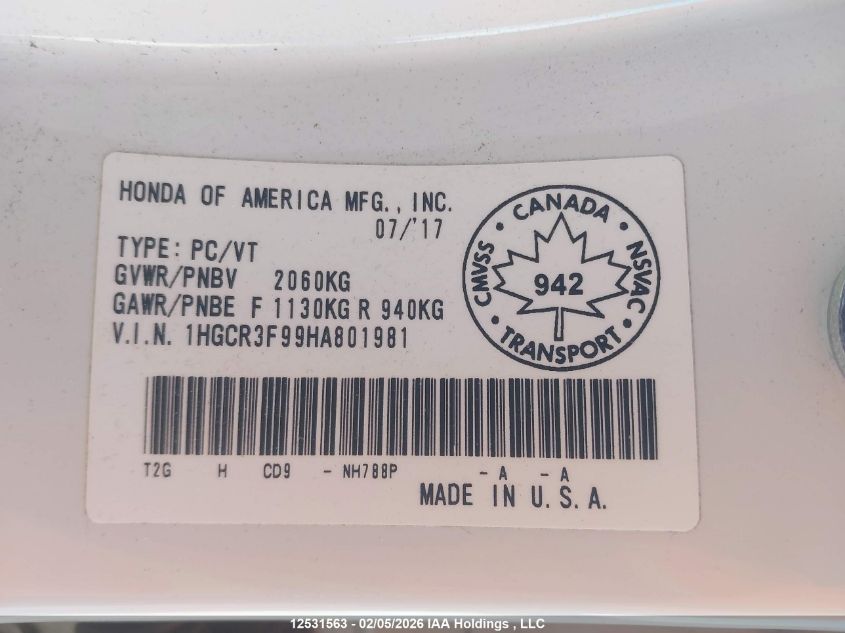 HONDA OF AMERICA MFG., INC.
07/'17
TYPE: PC/VT
GVWR/PNBV 2060KG
GAWR/PNBE F 1130KG R 940KG
V.I.N. 1HGCR3F99HA801981
CANADA
CMVSS
NSVAC
942
TRANSPORT
T2G H CD9 - NH788P - A - A
MADE IN U.S.A.
12531563 - 02/05/2026 IAA Holdings , LLC